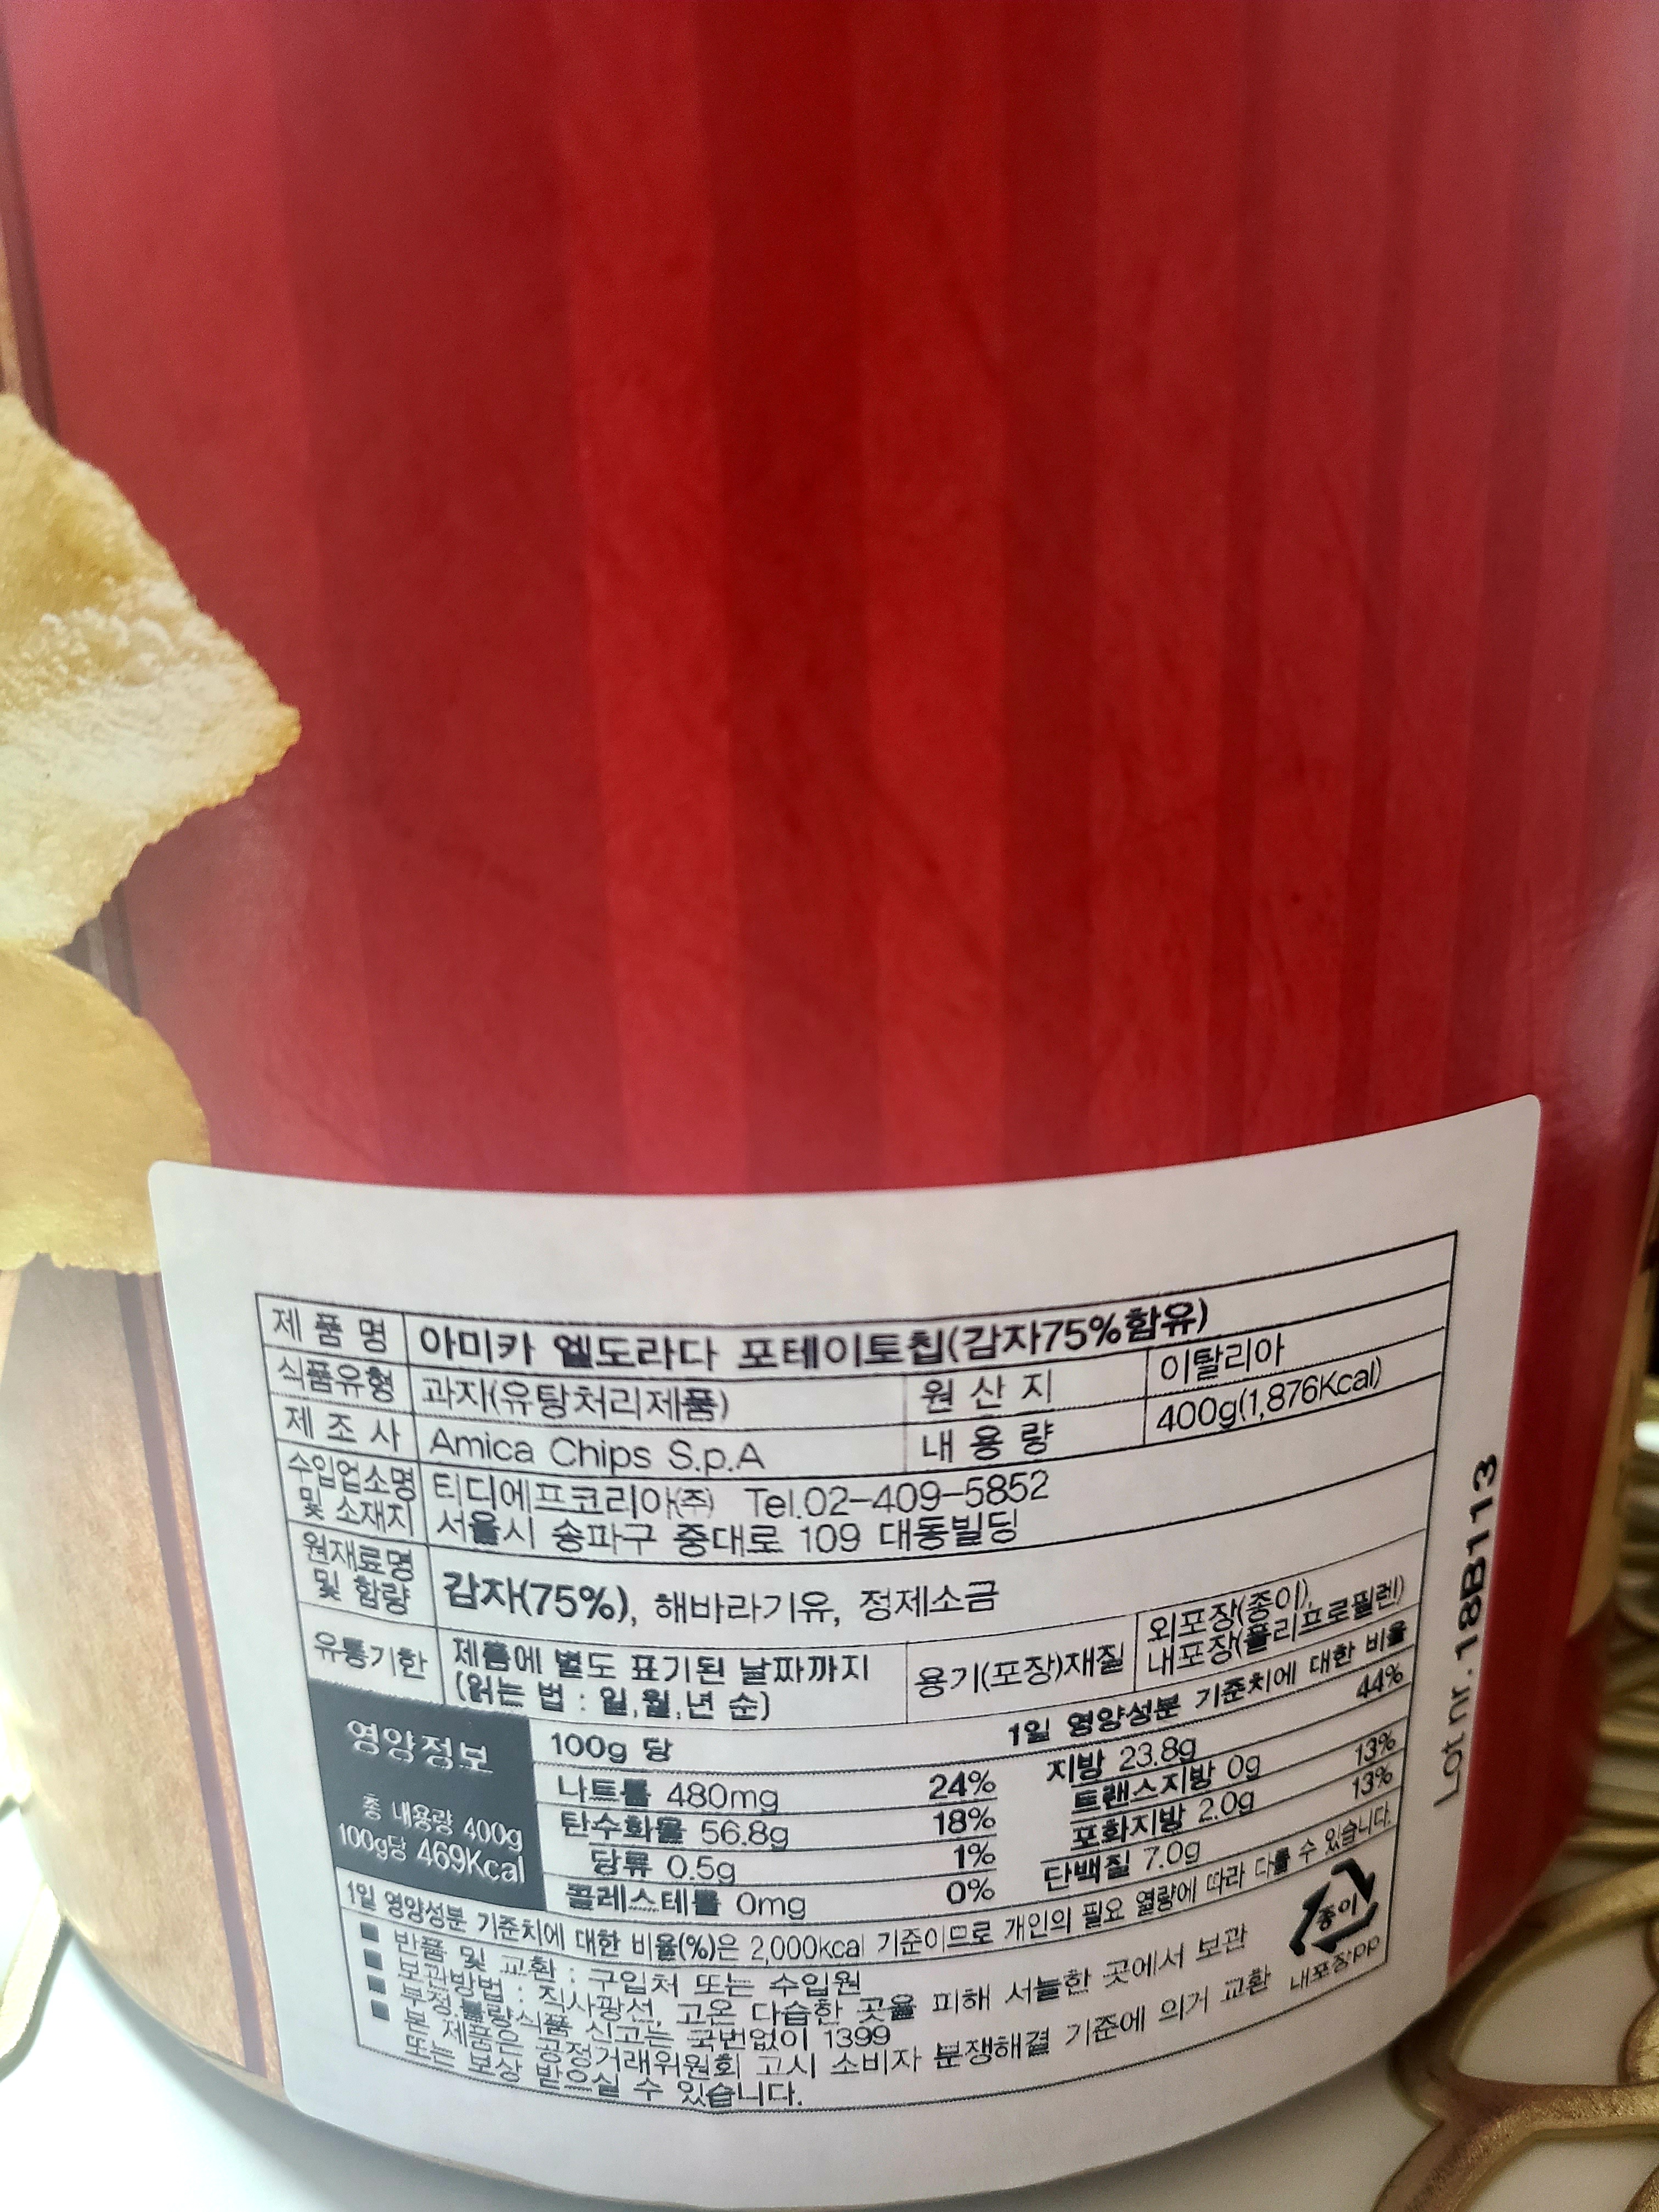 제 품 명 아미카 엘도라다 포테이토칩(감자75%함유)
식품유형 과자(유탕처리제품) 원 산 지 이탈리아
제 조 사 Amica Chips S.p.A 내 용 량 400g(1,876Kcal)
수입업소명 및 소재지
티디에프코리아(주) Tel.02-409-5852
서울시 송파구 중대로 109 대동빌딩
원재료명 및 함량
감자(75%), 해바라기유, 정제소금
유통기한
제품에 별도 표기된 날짜까지
(읽는 법 : 일,월,년 순)
용기(포장)재질
외포장(종이),
내포장(폴리프로필렌)
영양정보
총 내용량 400g
100g당 469Kcal
100g 당 1일 영양성분 기준치에 대한 비율
나트륨 480mg 24% 지방 23.8g 44%
탄수화물 56.8g 18% 트랜스지방 0g
당류 0.5g 1% 포화지방 2.0g 13%
콜레스테롤 0mg 0% 단백질 7.0g 13%
1일 영양성분 기준치에 대한 비율(%)은 2,000kcal 기준이므로 개인의 필요 열량에 따라 다를 수 있습니다.
■ 반품 및 교환 : 구입처 또는 수입원
■ 보관방법 : 직사광선, 고온 다습한 곳을 피해 서늘한 곳에서 보관
■ 부정.불량식품 신고는 국번없이 1399
■ 본 제품은 공정거래위원회 고시 소비자 분쟁해결 기준에 의거 교환
또는 보상 받으실 수 있습니다.
종이
내포장PP
Lot nr. 18B113